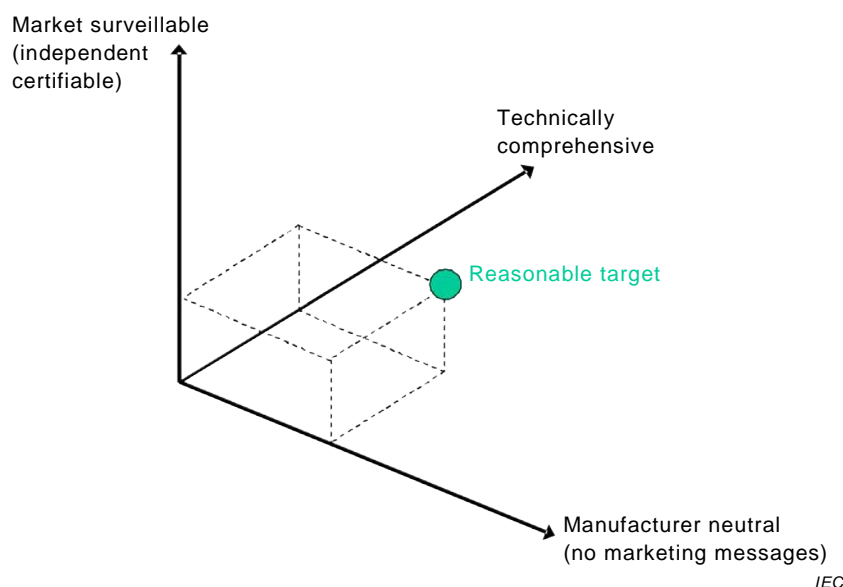 Market surveillable
(independent
certifiable)
Technically
comprehensive
Reasonable target
Manufacturer neutral
(no marketing messages)
IEC